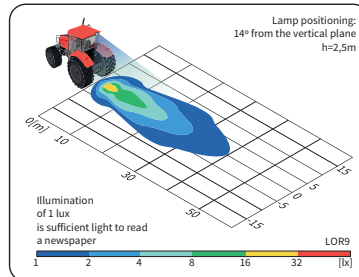 Lamp positioning:
14º from the vertical plane
h=2,5m
0[m]
10
30
50
15
5
0
-5
-15
Illumination
of 1 lux
is sufficient light to read
a newspaper
LOR9
1 2 4 8 16 32 [lx]